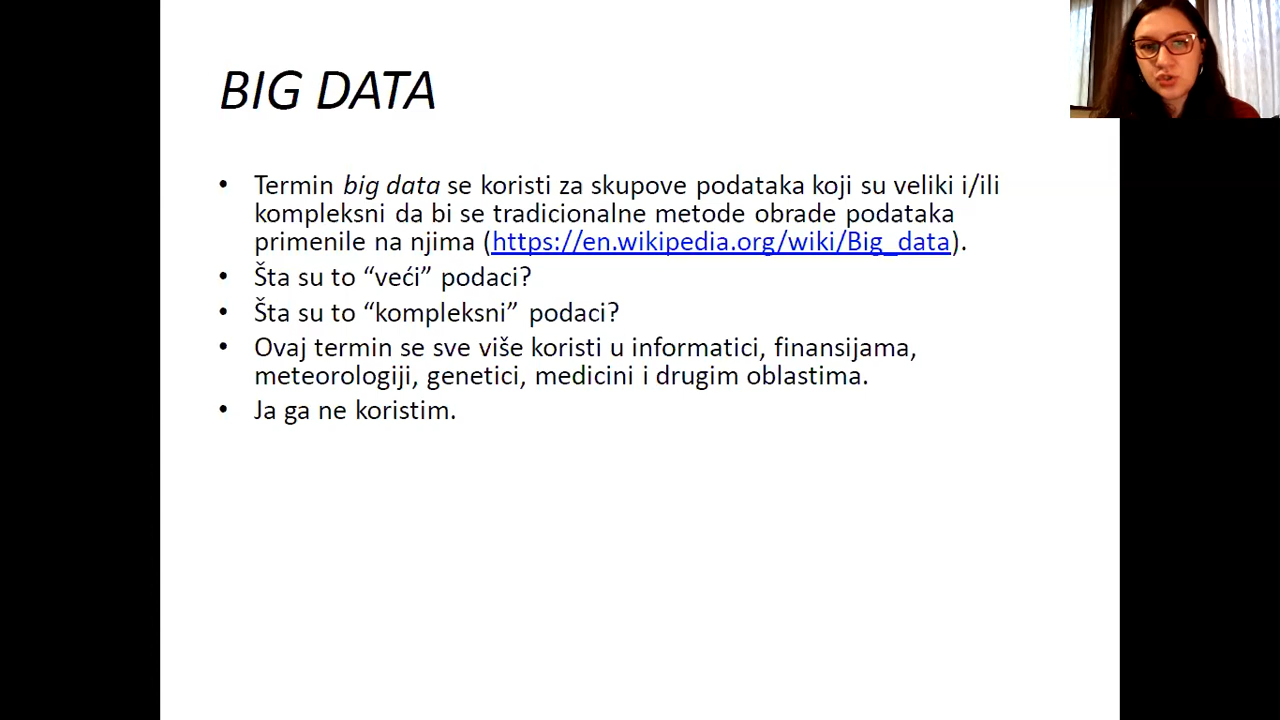 BIG DATA
• Termin big data se koristi za skupove podataka koji su veliki i/ili
kompleksni da bi se tradicionalne metode obrade podataka
primenile na njima (https://en.wikipedia.org/wiki/Big_data).
• Šta su to “veći” podaci?
• Šta su to “kompleksni” podaci?
• Ovaj termin se sve više koristi u informatici, finansijama,
meteorologiji, genetici, medicini i drugim oblastima.
• Ja ga ne koristim.